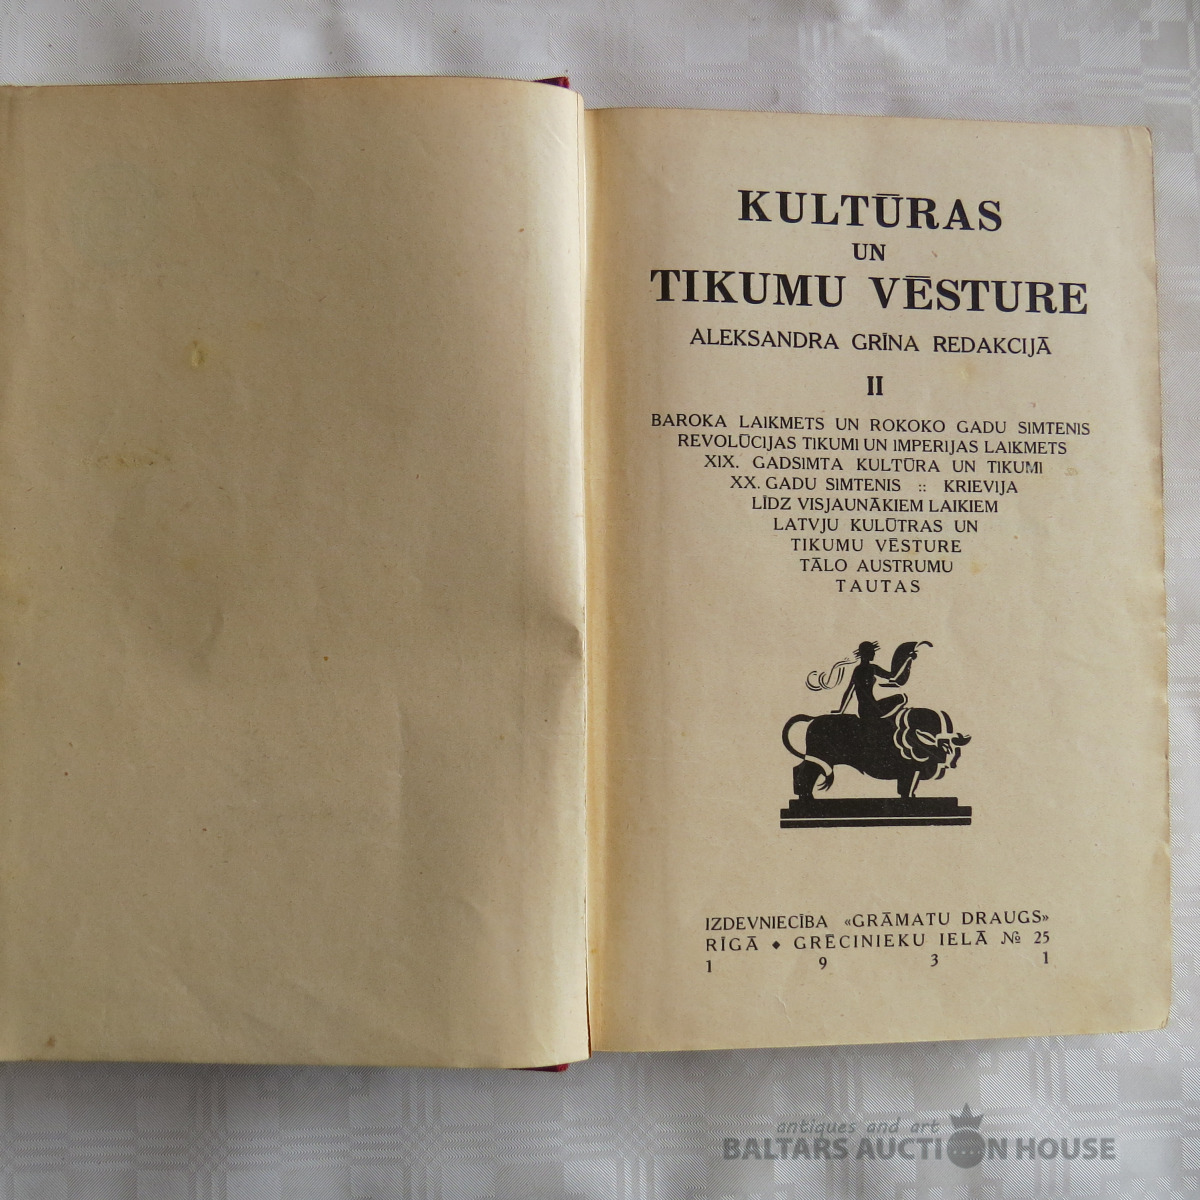 KULTŪRAS
UN
TIKUMU VĒSTURE
ALEKSANDRA GRĪNA REDAKCIJĀ
II
BAROKA LAIKMETS UN ROKOKO GADU SIMTENIS
REVOLŪCIJAS TIKUMI UN IMPERIJAS LAIKMETS
XIX. GADSIMTA KULTŪRA UN TIKUMI
XX. GADU SIMTENIS :: KRIEVIJA
LĪDZ VISJAUNĀKIEM LAIKIEM
LATVJU KULŪTRAS UN
TIKUMU VĒSTURE
TĀLO AUSTRUMU
TAUTAS
IZDEVNIECĪBA «GRĀMATU DRAUGS»
RĪGĀ ◆ GRĒCINIEKU IELĀ № 25
1 9 3 1
antiques and art
BALTARS AUCTION HOUSE